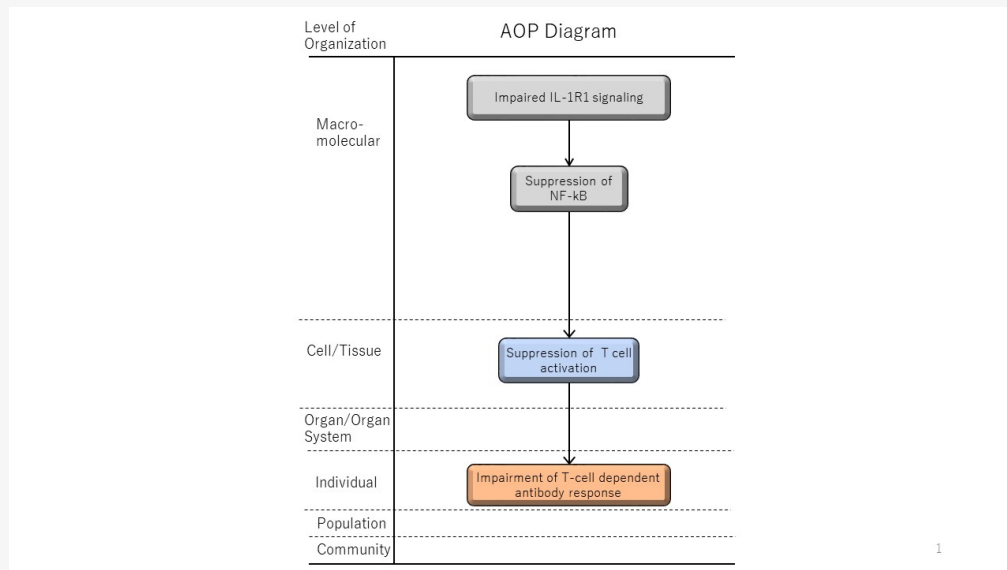 Level of
Organization
AOP Diagram
Impaired IL-1R1 signaling
Macro-
molecular
Suppression of
NF-kB
Cell/Tissue
Suppression of T cell
activation
Organ/Organ
System
Individual
Impairment of T-cell dependent
antibody response
Population
Community
1